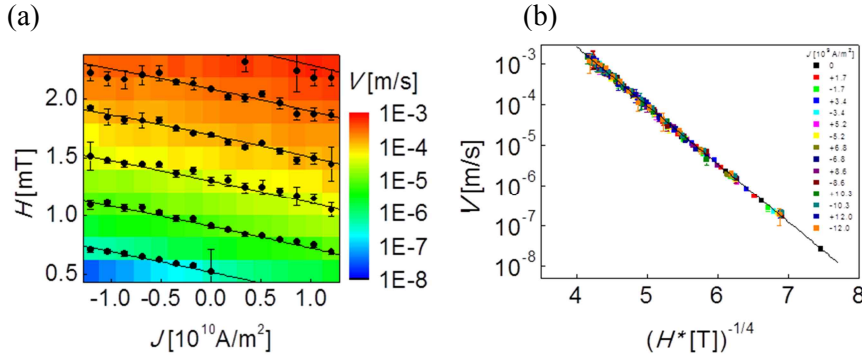 (a)
(b)
V [m/s]
1E-3
1E-4
1E-5
1E-6
1E-7
1E-8
H [mT]
2.0
1.5
1.0
0.5
-1.0 -0.5 0.0 0.5 1.0
J [10^10 A/m^2]
V [m/s]
10^-3
10^-4
10^-5
10^-6
10^-7
10^-8
4 5 6 7 8
(H* [T])^-1/4
J [10^9 A/m^2]
0
+1.7
-1.7
+3.4
-3.4
+5.2
-5.2
+6.8
-6.8
+8.6
-8.6
+10.3
-10.3
+12.0
-12.0